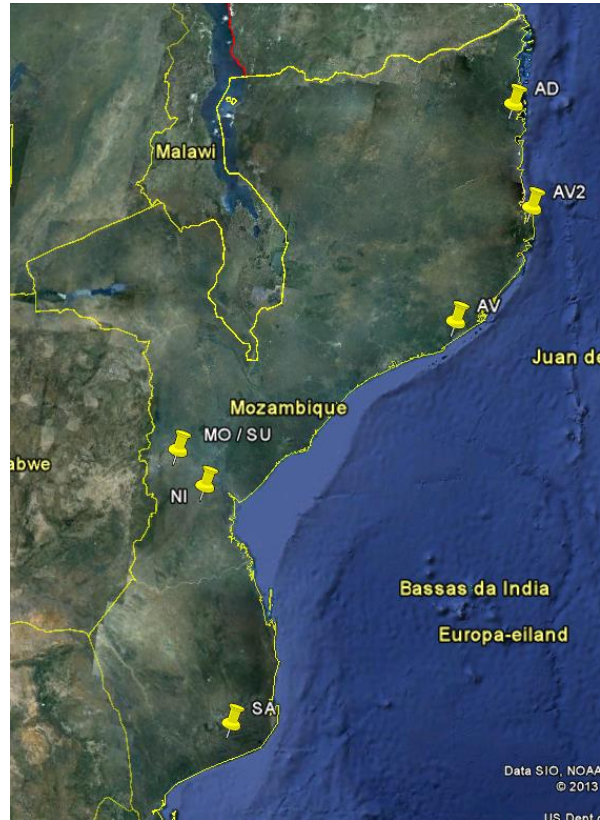 AD
Malawi
AV2
AV
Juan de
Mozambique
MO / SU
abwe
NI
Bassas da India
Europa-eiland
SA
Data SIO, NOAA
© 2013
US Dept o